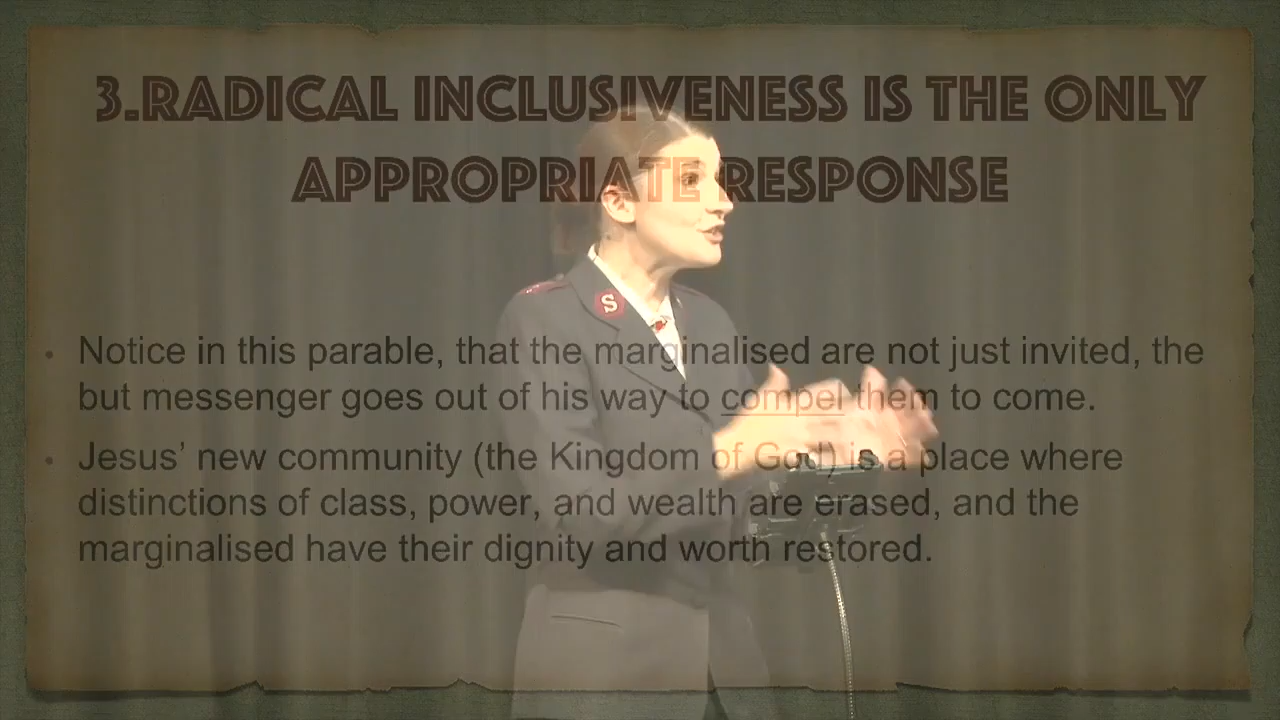 3.RADICAL INCLUSIVENESS IS THE ONLY
APPROPRIATE RESPONSE
S
• Notice in this parable, that the marginalised are not just invited, the
but messenger goes out of his way to compel them to come.
• Jesus’ new community (the Kingdom of God) is a place where
distinctions of class, power, and wealth are erased, and the
marginalised have their dignity and worth restored.